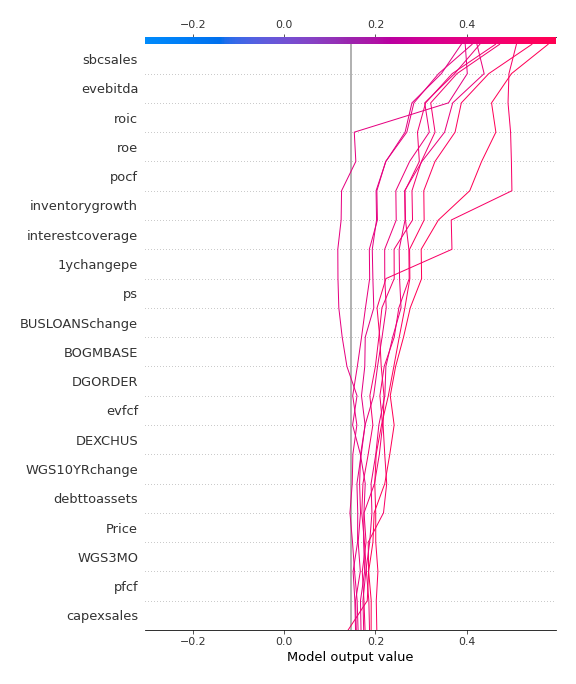 −0.2 0.0 0.2 0.4
sbcsales
evebitda
roic
roe
pocf
inventorygrowth
interestcoverage
1ychangepe
ps
BUSLOANSchange
BOGMBASE
DGORDER
evfcf
DEXCHUS
WGS10YRchange
debttoassets
Price
WGS3MO
pfcf
capexsales
−0.2 0.0 0.2 0.4
Model output value